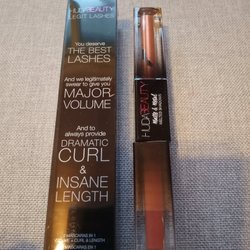 HUDABEAUTY
LEGIT LASHES
You deserve
THE BEST
LASHES
And we legitimately
swear to give you
MAJOR
VOLUME
And to
always provide
DRAMATIC
CURL
&
INSANE
LENGTH
HUDABEAUTY